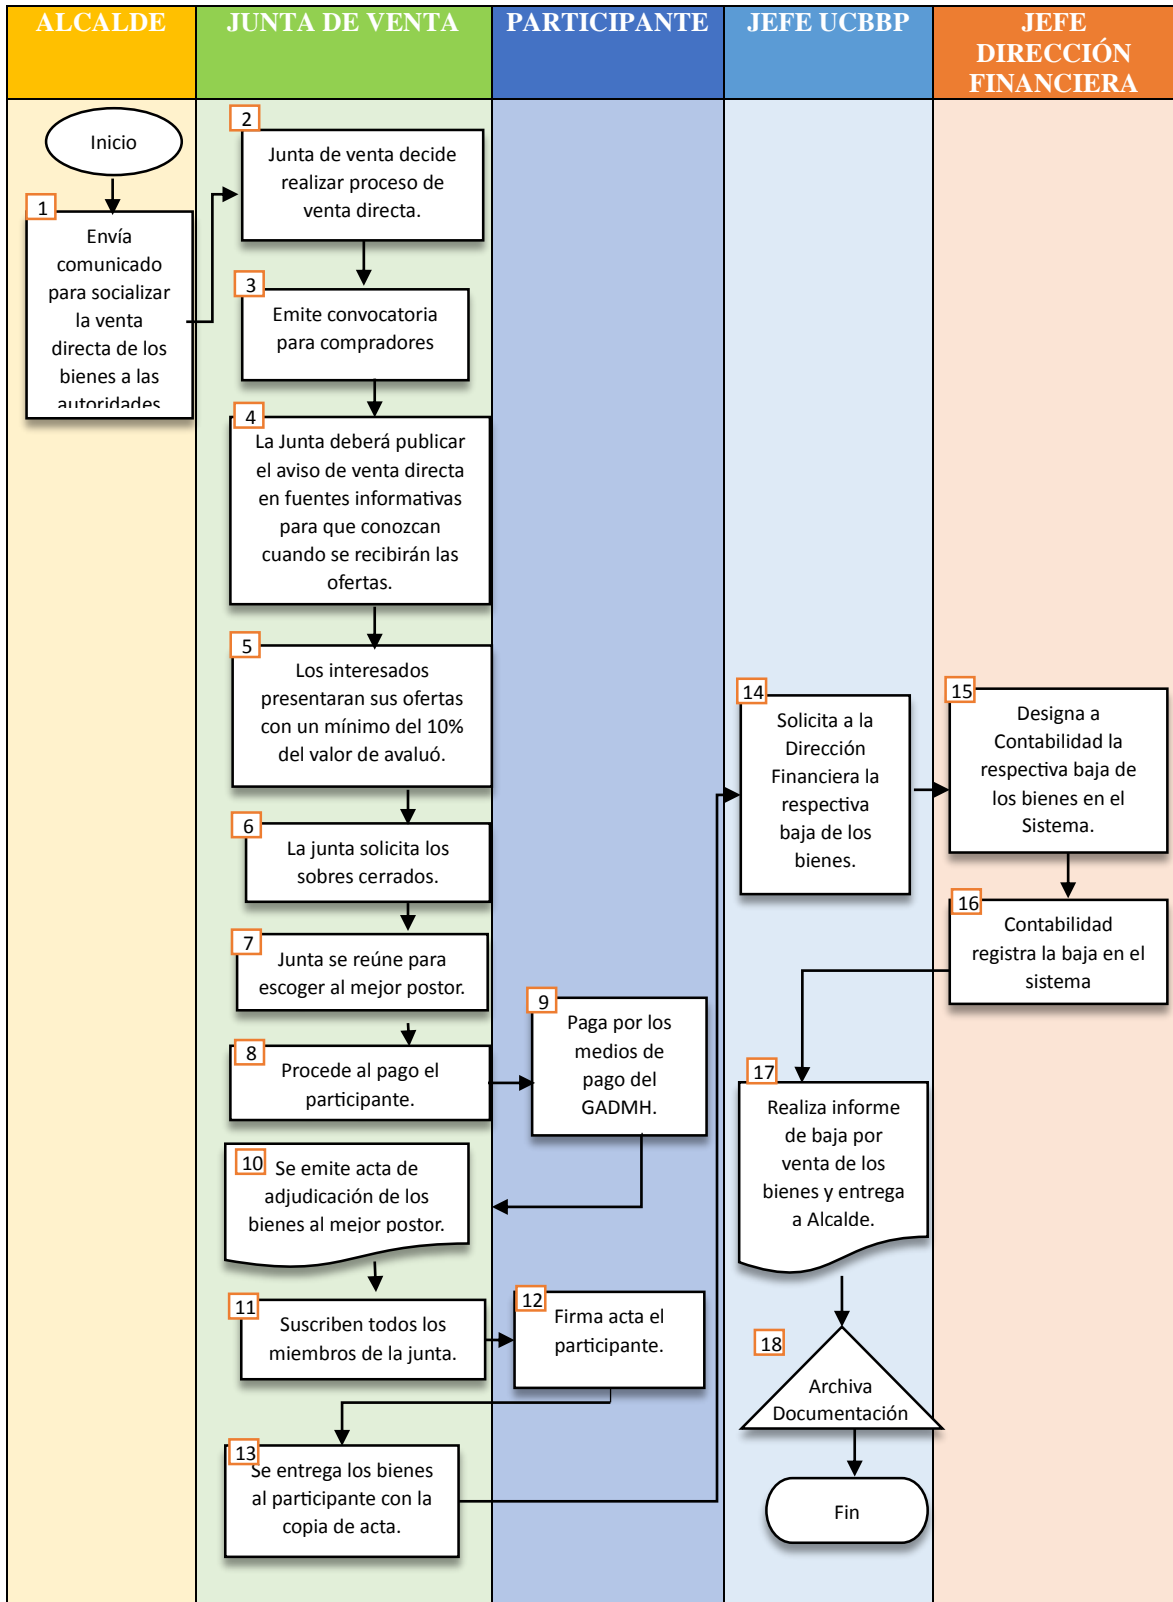 ALCALDE
JUNTA DE VENTA
PARTICIPANTE
JEFE UCBBP
JEFE
DIRECCIÓN
FINANCIERA
Inicio
1
Envía
comunicado
para socializar
la venta
directa de los
bienes a las
autoridades
2
Junta de venta decide
realizar proceso de
venta directa.
3
Emite convocatoria
para compradores
4
La Junta deberá publicar
el aviso de venta directa
en fuentes informativas
para que conozcan
cuando se recibirán las
ofertas.
5
Los interesados
presentaran sus ofertas
con un mínimo del 10%
del valor de avaluó.
6
La junta solicita los
sobres cerrados.
7
Junta se reúne para
escoger al mejor postor.
8
Procede al pago el
participante.
9
Paga por los
medios de
pago del
GADMH.
10
Se emite acta de
adjudicación de los
bienes al mejor postor.
11
Suscriben todos los
miembros de la junta.
12
Firma acta el
participante.
13
Se entrega los bienes
al participante con la
copia de acta.
14
Solicita a la
Dirección
Financiera la
respectiva
baja de los
bienes.
15
Designa a
Contabilidad la
respectiva baja de
los bienes en el
Sistema.
16
Contabilidad
registra la baja en el
sistema
17
Realiza informe
de baja por
venta de los
bienes y entrega
a Alcalde.
18
Archiva
Documentación
Fin